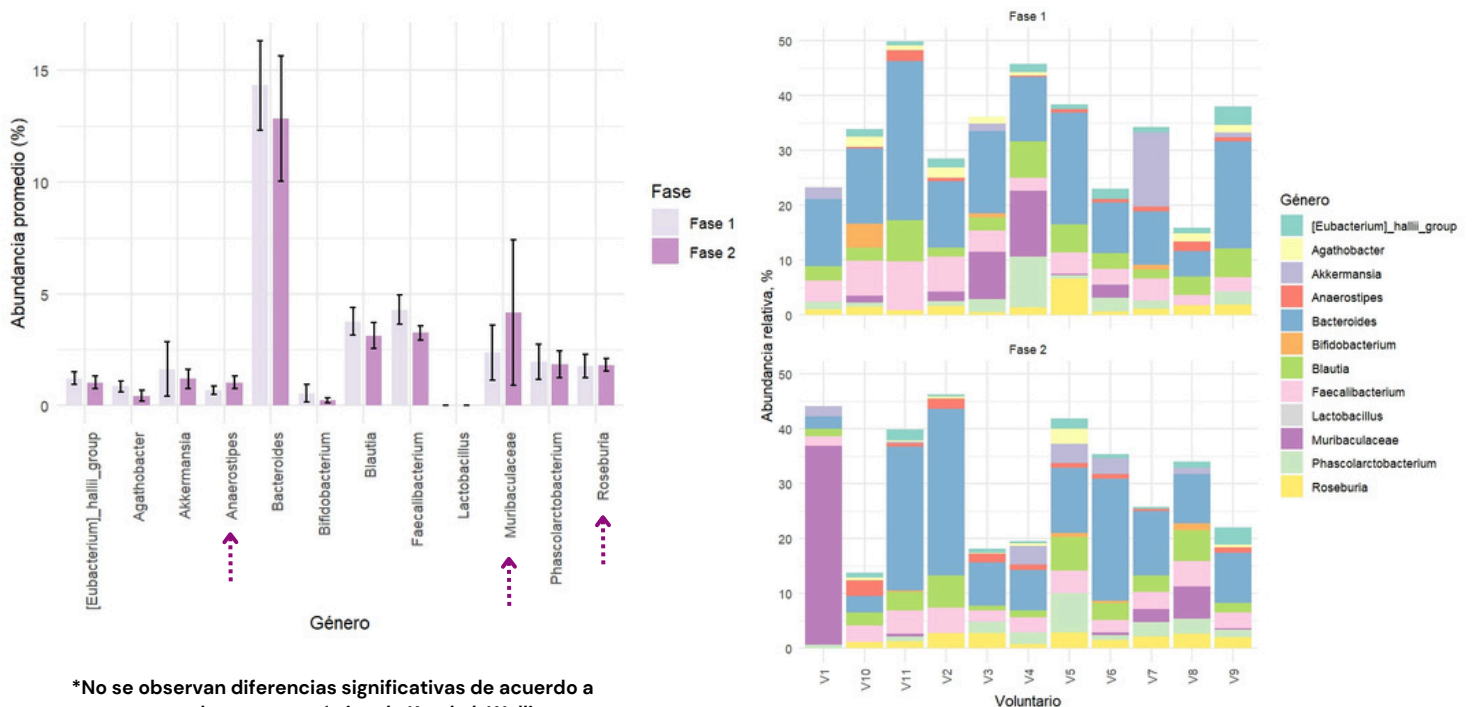 Abundancia promedio (%)
15
10
5
0
[Eubacterium]_hallii_group
Agathobacter
Akkermansia
Anaerostipes
Bacteroides
Bifidobacterium
Blautia
Faecalibacterium
Lactobacillus
Muribaculaceae
Phascolarctobacterium
Roseburia
Género
Fase
Fase 1
Fase 2
*No se observan diferencias significativas de acuerdo a
Fase 1
50
40
30
20
10
0
Fase 2
50
40
30
20
10
0
Abundancia relativa, %
V1
V10
V11
V2
V3
V4
V5
V6
V7
V8
V9
Voluntario
Género
[Eubacterium]_hallii_group
Agathobacter
Akkermansia
Anaerostipes
Bacteroides
Bifidobacterium
Blautia
Faecalibacterium
Lactobacillus
Muribaculaceae
Phascolarctobacterium
Roseburia